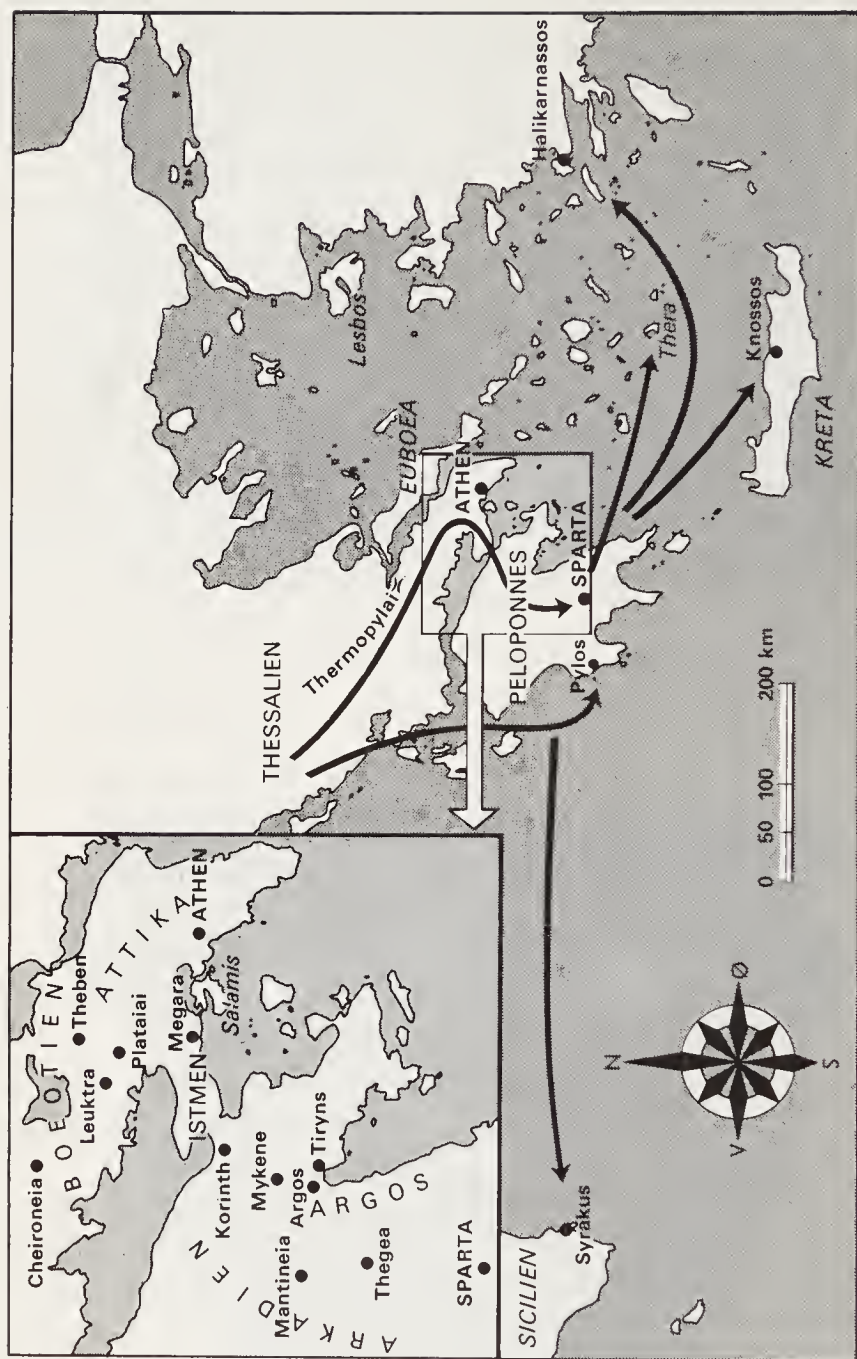 Cheironeia
BOEOTIEN
Theben
Leuktra
Plataiai
ATTIKA
ATHEN
Megara
Salamis
ISTMEN
Korinth
Mykene
Tiryns
Argos
ARGOS
ARKADIEN
Mantineia
Thegea
SPARTA
THESSALIEN
Thermopylai
Lesbos
EUBOEA
ATHEN
PELOPONNES
SPARTA
Pylos
Halikarnassos
Thera
Knossos
KRETA
SICILIEN
Syrakus
N
V
Ø
S
0 50 100 200 km